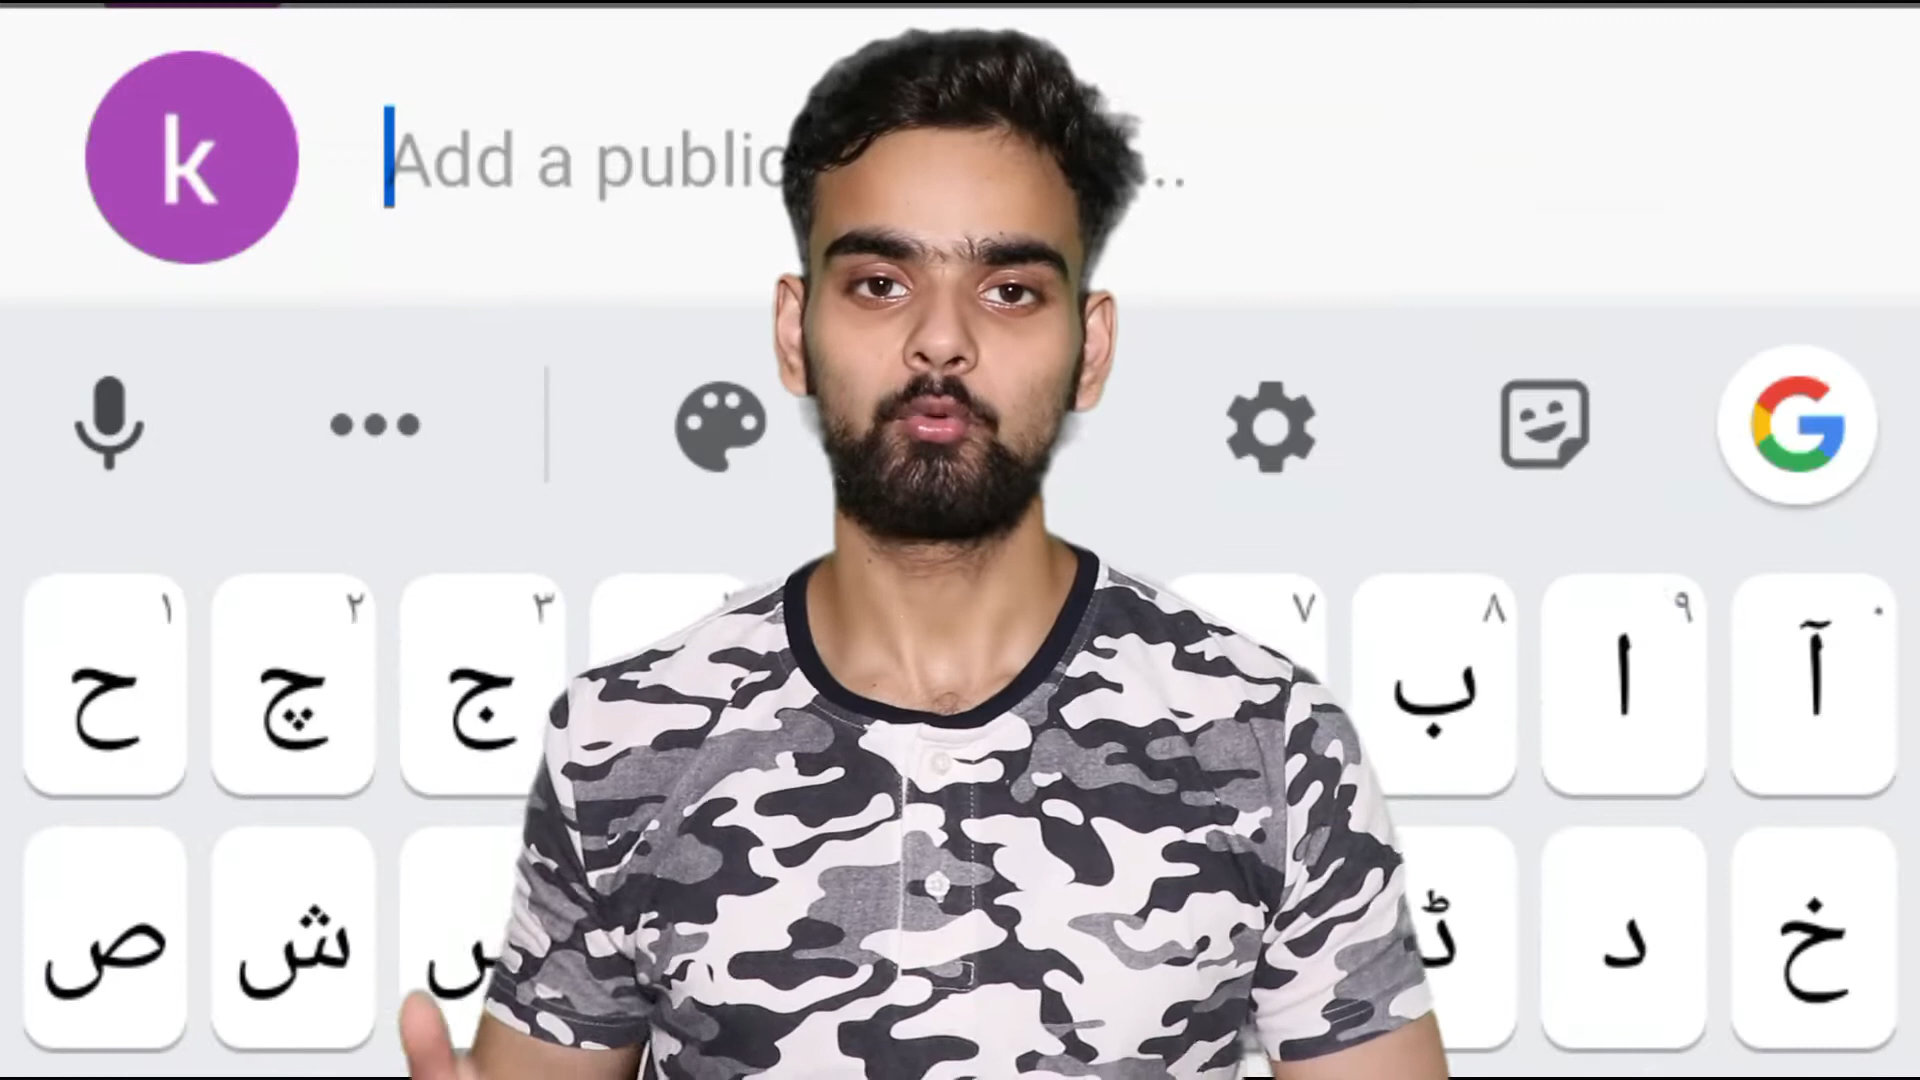 k
Add a public ...
ح ١ چ ٢ ج ٣ ٧ ب ٨ ا ٩ آ ٠
ص ش س ڈ د خ